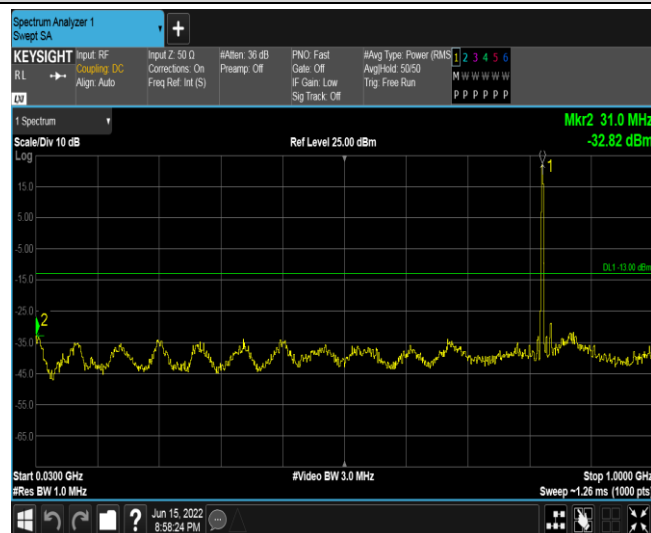 Spectrum Analyzer 1
Swept SA
+
KEYSIGHT
RL
LXI
Input: RF
Coupling: DC
Align: Auto
Input Z: 50 Ω
Corrections: On
Freq Ref: Int (S)
#Atten: 36 dB
Preamp: Off
PNO: Fast
Gate: Off
IF Gain: Low
Sig Track: Off
#Avg Type: Power (RMS
Avg|Hold: 50/50
Trig: Free Run
1 2 3 4 5 6
M W W W W W
P P P P P P
1 Spectrum
Mkr2 31.0 MHz
Scale/Div 10 dB
Ref Level 25.00 dBm
-32.82 dBm
Log
1
15.0
5.00
-5.00
DL1 -13.00 dBm
-15.0
-25.0
2
-35.0
-45.0
-55.0
-65.0
Start 0.0300 GHz
#Video BW 3.0 MHz
Stop 1.0000 GHz
#Res BW 1.0 MHz
Sweep ~1.26 ms (1000 pts)
?
Jun 15, 2022
8:58:24 PM